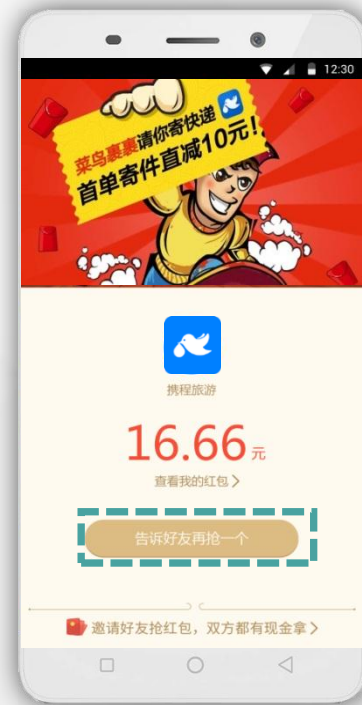 12:30
菜鸟裹裹请你寄快递
首单寄件直减10元!
携程旅游
16.66元
查看我的红包
告诉好友再抢一个
邀请好友抢红包，双方都有现金拿